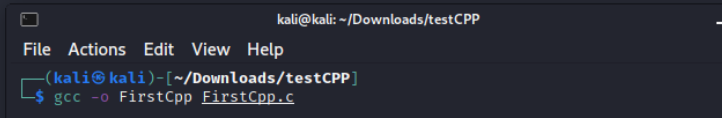 kali@kali: ~/Downloads/testCPP
File Actions Edit View Help
┌──(kali㉿kali)-[~/Downloads/testCPP]
└─$ gcc -o FirstCpp FirstCpp.c